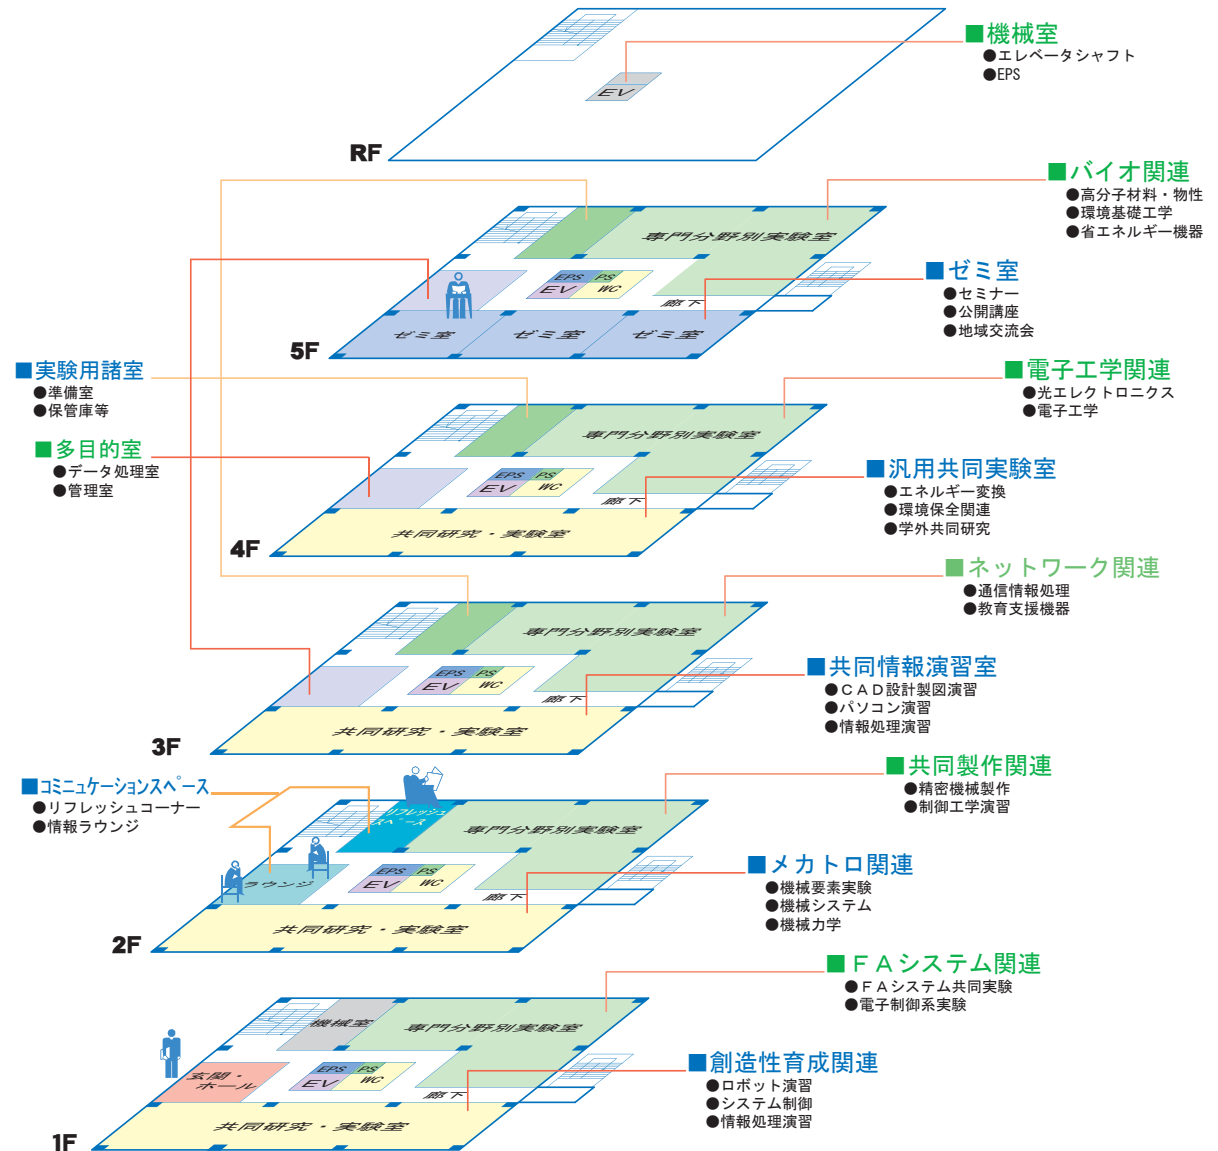 ■機械室
●エレベータシャフト
●EPS
EV
RF
■バイオ関連
●高分子材料・物性
●環境基礎工学
●省エネルギー機器
専門分野別実験室
EPS PS
EV WC
廊下
■ゼミ室
●セミナー
●公開講座
●地域交流会
ゼミ室 ゼミ室 ゼミ室
5F
■実験用諸室
●準備室
●保管庫等
■多目的室
●データ処理室
●管理室
■電子工学関連
●光エレクトロニクス
●電子工学
専門分野別実験室
EPS PS
EV WC
廊下
■汎用共同実験室
●エネルギー変換
●環境保全関連
●学外共同研究
共同研究・実験室
4F
■ネットワーク関連
●通信情報処理
●教育支援機器
専門分野別実験室
EPS PS
EV WC
廊下
■共同情報演習室
●CAD設計製図演習
●パソコン演習
●情報処理演習
共同研究・実験室
3F
■コミニュケーションスペース
●リフレッシュコーナー
●情報ラウンジ
■共同製作関連
●精密機械製作
●制御工学演習
リフレッシュ
スペース
専門分野別実験室
EPS PS
EV WC
ラウンジ
廊下
■メカトロ関連
●機械要素実験
●機械システム
●機械力学
共同研究・実験室
2F
■FAシステム関連
●FAシステム共同実験
●電子制御系実験
機械室
専門分野別実験室
EPS PS
EV WC
玄関・
ホール
廊下
■創造性育成関連
●ロボット演習
●システム制御
●情報処理演習
共同研究・実験室
1F